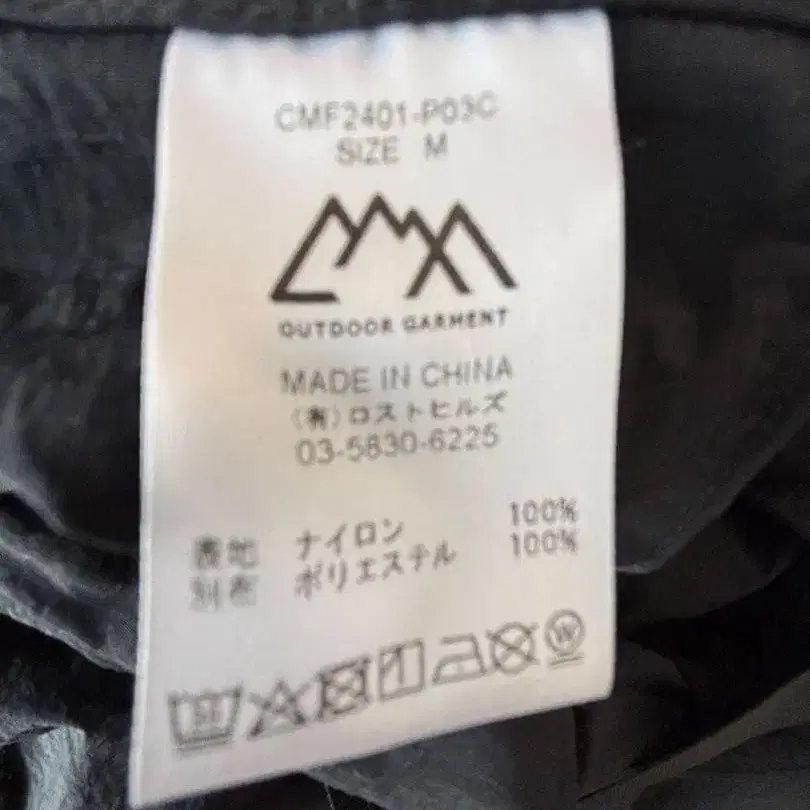 CMF2401-P03C
SIZE M
OUTDOOR GARMENT
MADE IN CHINA
(有)ロストヒルズ
03-5830-6225
表地 ナイロン 100%
別布 ポリエステル 100%
W